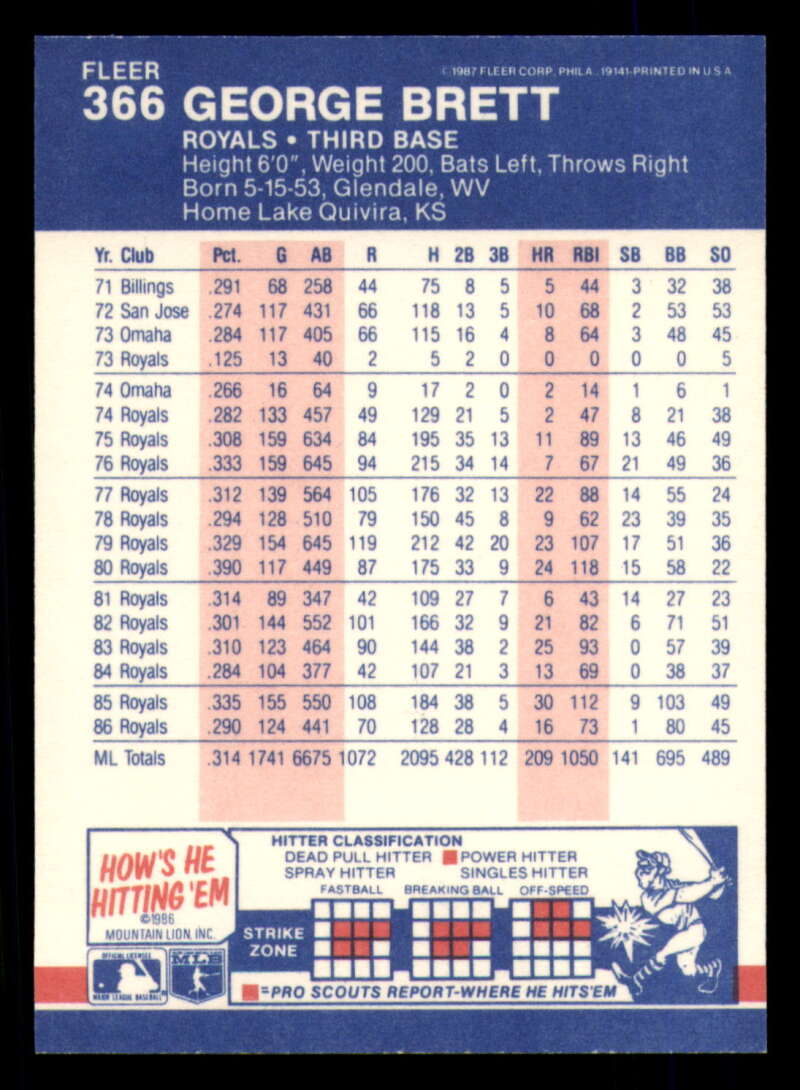 FLEER
© 1987 FLEER CORP. PHILA. 19141-PRINTED IN U S A
366 GEORGE BRETT
ROYALS • THIRD BASE
Height 6'0", Weight 200, Bats Left, Throws Right
Born 5-15-53, Glendale, WV
Home Lake Quivira, KS
Yr. Club Pct. G AB R H 2B 3B HR RBI SB BB SO
71 Billings .291 68 258 44 75 8 5 5 44 3 32 38
72 San Jose .274 117 431 66 118 13 5 10 68 2 53 53
73 Omaha .284 117 405 66 115 16 4 8 64 3 48 45
73 Royals .125 13 40 2 5 2 0 0 0 0 0 5
74 Omaha .266 16 64 9 17 2 0 2 14 1 6 1
74 Royals .282 133 457 49 129 21 5 2 47 8 21 38
75 Royals .308 159 634 84 195 35 13 11 89 13 46 49
76 Royals .333 159 645 94 215 34 14 7 67 21 49 36
77 Royals .312 139 564 105 176 32 13 22 88 14 55 24
78 Royals .294 128 510 79 150 45 8 9 62 23 39 35
79 Royals .329 154 645 119 212 42 20 23 107 17 51 36
80 Royals .390 117 449 87 175 33 9 24 118 15 58 22
81 Royals .314 89 347 42 109 27 7 6 43 14 27 23
82 Royals .301 144 552 101 166 32 9 21 82 6 71 51
83 Royals .310 123 464 90 144 38 2 25 93 0 57 39
84 Royals .284 104 377 42 107 21 3 13 69 0 38 37
85 Royals .335 155 550 108 184 38 5 30 112 9 103 49
86 Royals .290 124 441 70 128 28 4 16 73 1 80 45
ML Totals .314 1741 6675 1072 2095 428 112 209 1050 141 695 489
HOW'S HE
HITTING 'EM
©1986
MOUNTAIN LION, INC.
OFFICIAL LICENSEE
MAJOR LEAGUE BASEBALL
MLB
HITTER CLASSIFICATION
DEAD PULL HITTER POWER HITTER
SPRAY HITTER SINGLES HITTER
FASTBALL BREAKING BALL OFF-SPEED
STRIKE
ZONE
=PRO SCOUTS REPORT-WHERE HE HITS'EM